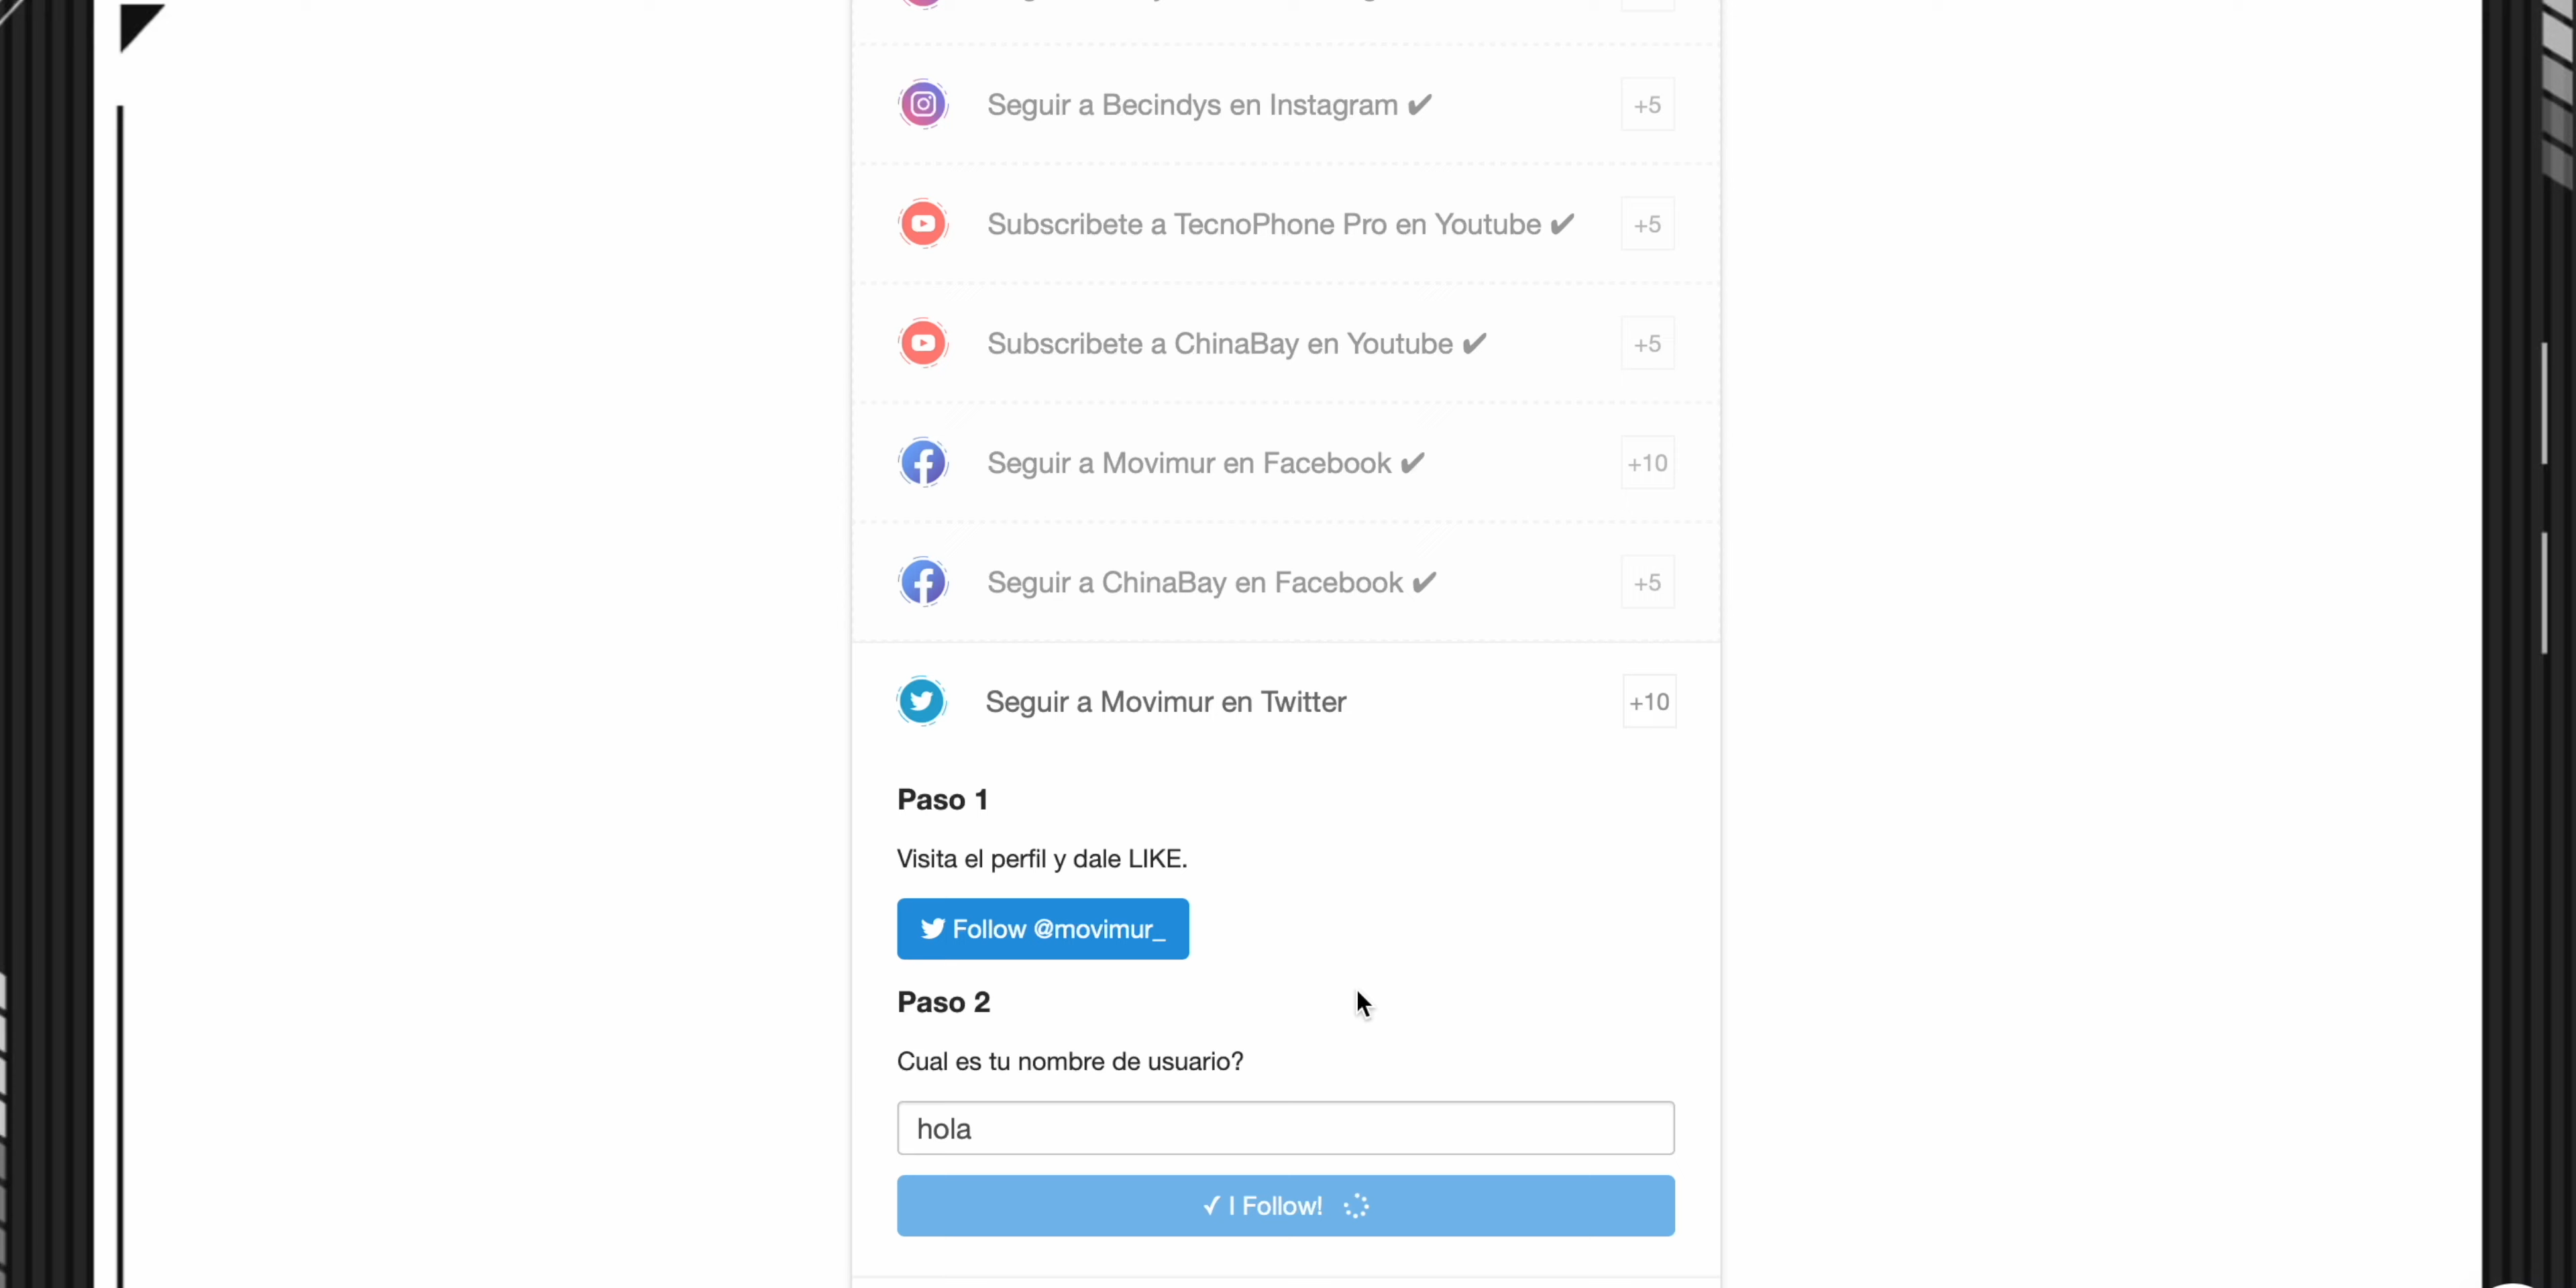 Seguir a Becindys en Instagram ✔ +5
Subscribete a TecnoPhone Pro en Youtube ✔ +5
Subscribete a ChinaBay en Youtube ✔ +5
Seguir a Movimur en Facebook ✔ +10
Seguir a ChinaBay en Facebook ✔ +5
Seguir a Movimur en Twitter +10
Paso 1
Visita el perfil y dale LIKE.
Follow @movimur_
Paso 2
Cual es tu nombre de usuario?
hola
✓ I Follow!